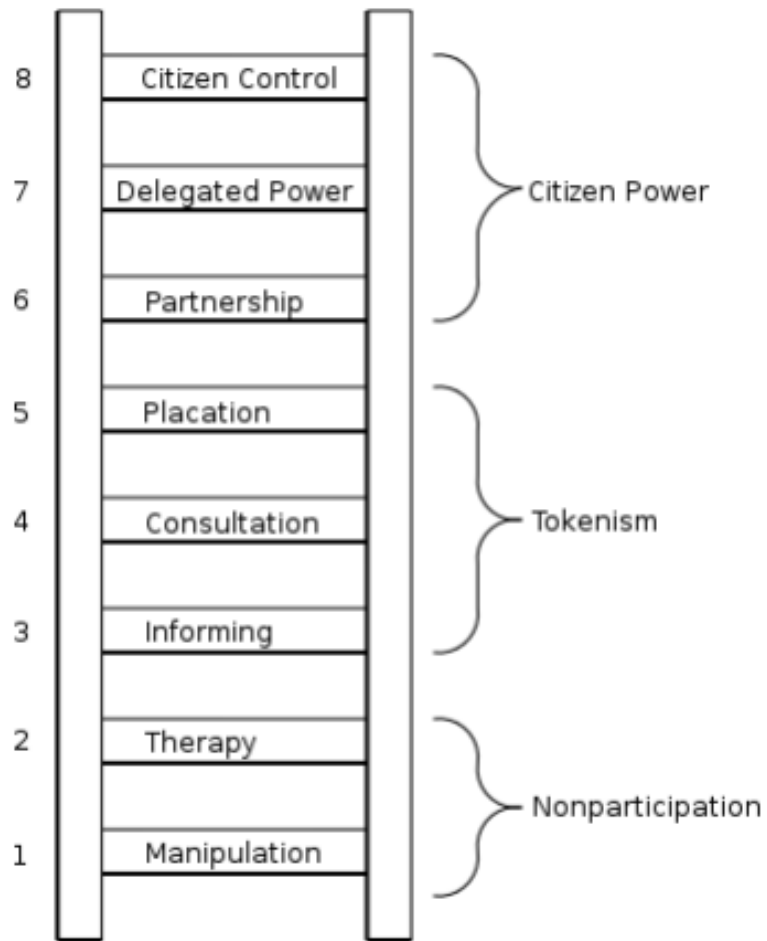 8 Citizen Control
7 Delegated Power Citizen Power
6 Partnership
5 Placation
4 Consultation Tokenism
3 Informing
2 Therapy
Nonparticipation
1 Manipulation